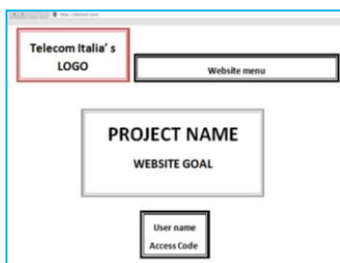 Telecom Italia' s
LOGO
Website menu
PROJECT NAME
WEBSITE GOAL
User name
Access Code